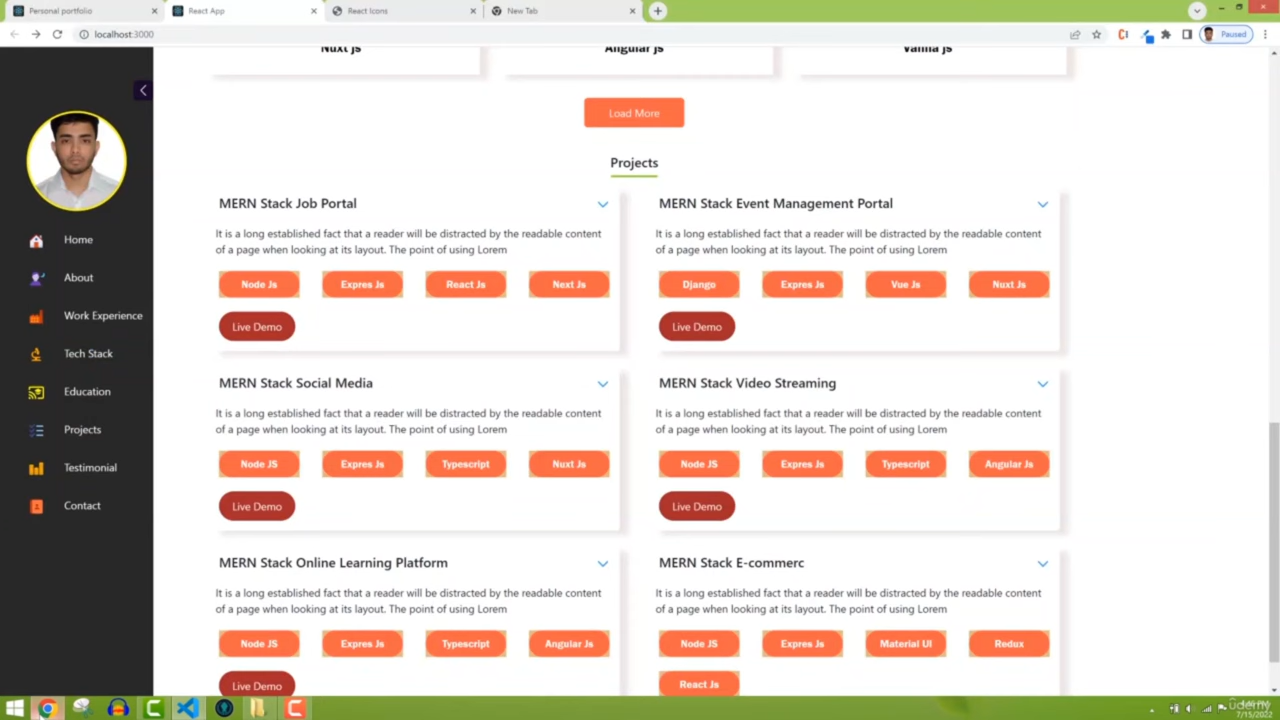 Personal portfolio
React App
React Icons
New Tab
localhost:3000
Paused
Nuxt js
Angular js
Vanila js
Load More
Projects
Home
About
Work Experience
Tech Stack
Education
Projects
Testimonial
Contact
MERN Stack Job Portal
It is a long established fact that a reader will be distracted by the readable content
of a page when looking at its layout. The point of using Lorem
Node Js Expres Js React Js Next Js
Live Demo
MERN Stack Event Management Portal
It is a long established fact that a reader will be distracted by the readable content
of a page when looking at its layout. The point of using Lorem
Django Expres Js Vue Js Nuxt Js
Live Demo
MERN Stack Social Media
It is a long established fact that a reader will be distracted by the readable content
of a page when looking at its layout. The point of using Lorem
Node JS Expres Js Typescript Nuxt Js
Live Demo
MERN Stack Video Streaming
It is a long established fact that a reader will be distracted by the readable content
of a page when looking at its layout. The point of using Lorem
Node JS Expres Js Typescript Angular Js
Live Demo
MERN Stack Online Learning Platform
It is a long established fact that a reader will be distracted by the readable content
of a page when looking at its layout. The point of using Lorem
Node JS Expres Js Typescript Angular Js
Live Demo
MERN Stack E-commerc
It is a long established fact that a reader will be distracted by the readable content
of a page when looking at its layout. The point of using Lorem
Node JS Expres Js Material UI Redux
React Js
udemy
7/15/2022